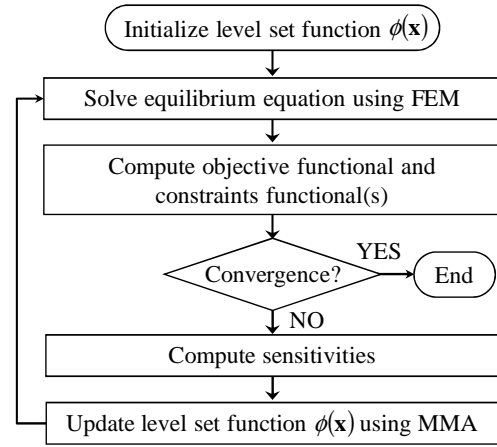 Initialize level set function ϕ(x)
Solve equilibrium equation using FEM
Compute objective functional and
constraints functional(s)
Convergence?
YES
End
NO
Compute sensitivities
Update level set function ϕ(x) using MMA